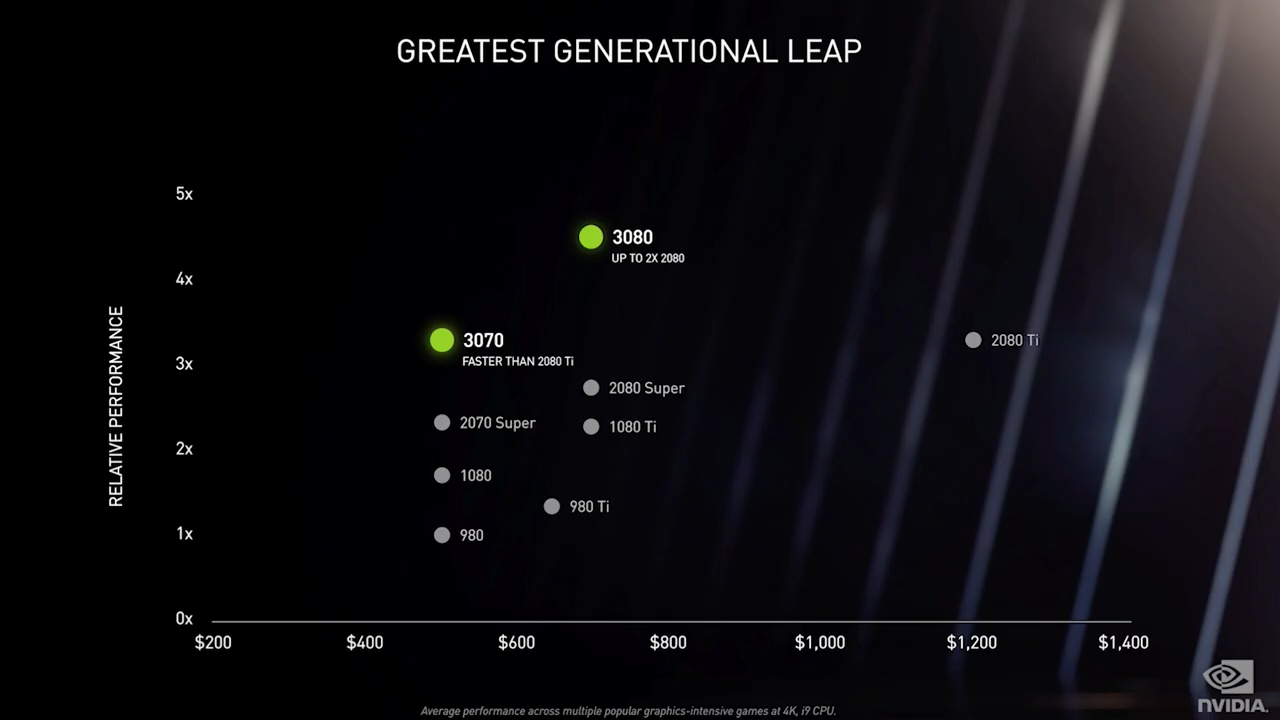 GREATEST GENERATIONAL LEAP
RELATIVE PERFORMANCE
5x
4x
3x
2x
1x
0x
3080
UP TO 2X 2080
3070
FASTER THAN 2080 Ti
2080 Ti
2080 Super
2070 Super
1080 Ti
1080
980 Ti
980
$200 $400 $600 $800 $1,000 $1,200 $1,400
Average performance across multiple popular graphics-intensive games at 4K, i9 CPU.
NVIDIA.